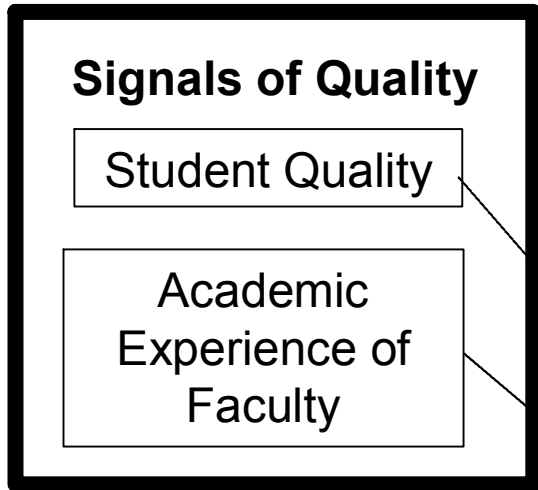 Signals of Quality
Student Quality
Academic
Experience of
Faculty